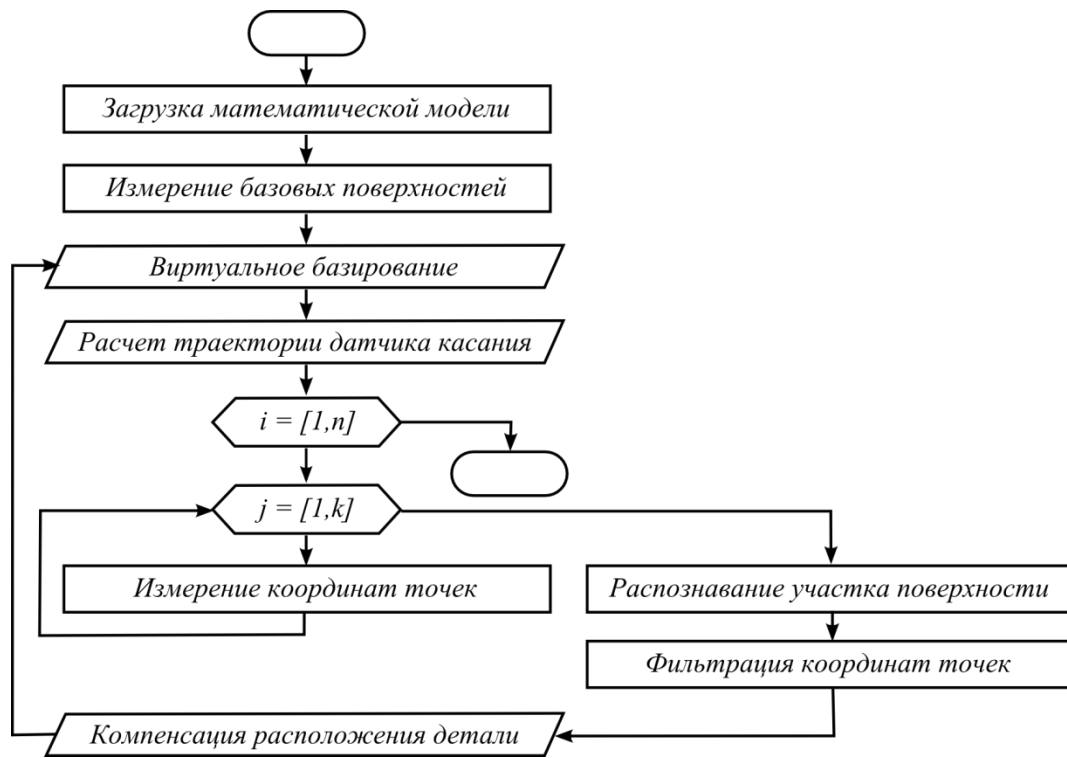 Загрузка математической модели
Измерение базовых поверхностей
Виртуальное базирование
Расчет траектории датчика касания
i = [1,n]
j = [1,k]
Измерение координат точек
Распознавание участка поверхности
Фильтрация координат точек
Компенсация расположения детали